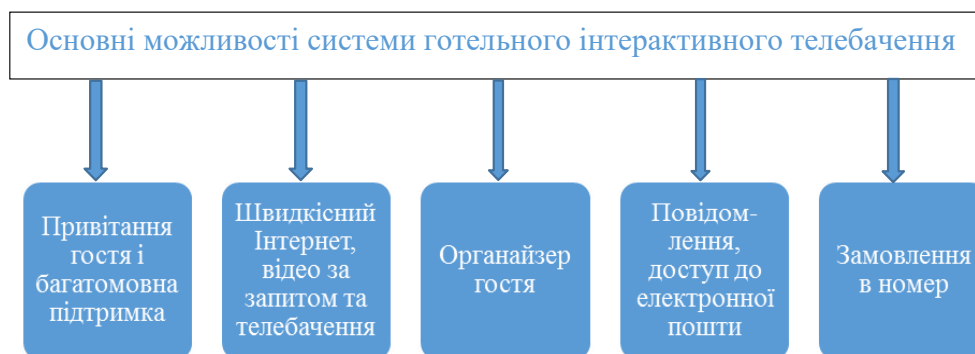 Основні можливості системи готельного інтерактивного телебачення
Привітання
гостя і
багатомовна
підтримка
Швидкісний
Інтернет,
відео за
запитом та
телебачення
Органайзер
гостя
Повідом-
лення,
доступ до
електронної
пошти
Замовлення
в номер